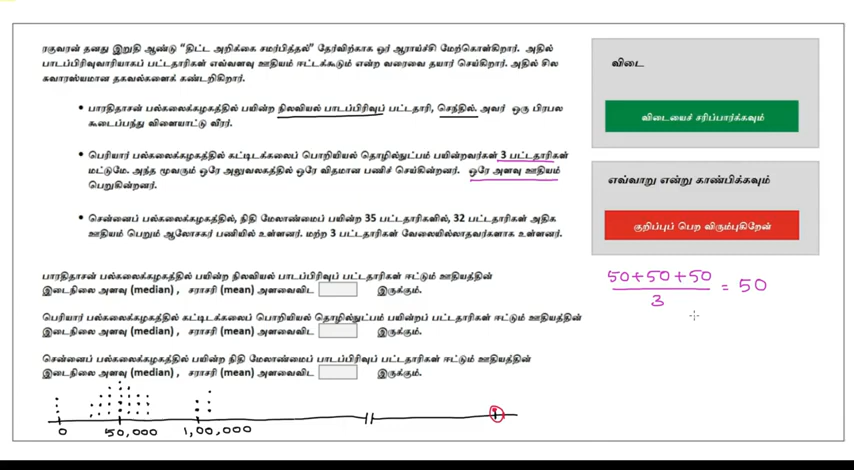 ரகுவரன் தனது இறுதி ஆண்டு "திட்ட அறிக்கை சமர்பித்தல்" தேர்விற்காக ஓர் ஆராய்ச்சி மேற்கொள்கிறார். அதில்
பாடப்பிரிவுவாரியாகப் பட்டதாரிகள் எவ்வளவு ஊதியம் ஈட்டக்கூடும் என்ற வரைவை தயார் செய்கிறார். அதில் சில
சுவாரஸ்யமான தகவல்களைக் கண்டறிகிறார்.
• பாரதிதாசன் பல்கலைக்கழகத்தில் பயின்ற நிலவியல் பாடப்பிரிவுப் பட்டதாரி, செந்தில். அவர் ஒரு பிரபல
கூடைப்பந்து விளையாட்டு வீரர்.
• பெரியார் பல்கலைக்கழகத்தில் கட்டிடக்கலைப் பொறியியல் தொழில்நுட்பம் பயின்றவர்கள் 3 பட்டதாரிகள்
மட்டுமே. அந்த மூவரும் ஒரே அலுவலகத்தில் ஒரே விதமான பணிச் செய்கின்றனர். ஒரே அளவு ஊதியம்
பெறுகின்றனர்.
• சென்னைப் பல்கலைக்கழகத்தில், நிதி மேலாண்மைப் பயின்ற 35 பட்டதாரிகளில், 32 பட்டதாரிகள் அதிக
ஊதியம் பெறும் ஆலோசகர் பணியில் உள்ளனர். மற்ற 3 பட்டதாரிகள் வேலையில்லாதவர்களாக உள்ளனர்.
பாரதிதாசன் பல்கலைக்கழகத்தில் பயின்ற நிலவியல் பாடப்பிரிவுப் பட்டதாரிகள் ஈட்டும் ஊதியத்தின்
இடைநிலை அளவு (median) , சராசரி (mean) அளவைவிட இருக்கும்.
பெரியார் பல்கலைக்கழகத்தில் கட்டிடக்கலைப் பொறியியல் தொழில்நுட்பம் பயின்றப் பட்டதாரிகள் ஈட்டும் ஊதியத்தின்
இடைநிலை அளவு (median) , சராசரி (mean) அளவைவிட இருக்கும்.
சென்னைப் பல்கலைக்கழகத்தில் பயின்ற நிதி மேலாண்மைப் பாடப்பிரிவுப் பட்டதாரிகள் ஈட்டும் ஊதியத்தின்
இடைநிலை அளவு (median) , சராசரி (mean) அளவைவிட இருக்கும்.
0 50,000 1,00,000
விடை
விடையைச் சரிப்பார்க்கவும்
எவ்வாறு என்று காண்பிக்கவும்
குறிப்புப் பெற விரும்புகிறேன்
50+50+50
3
= 50